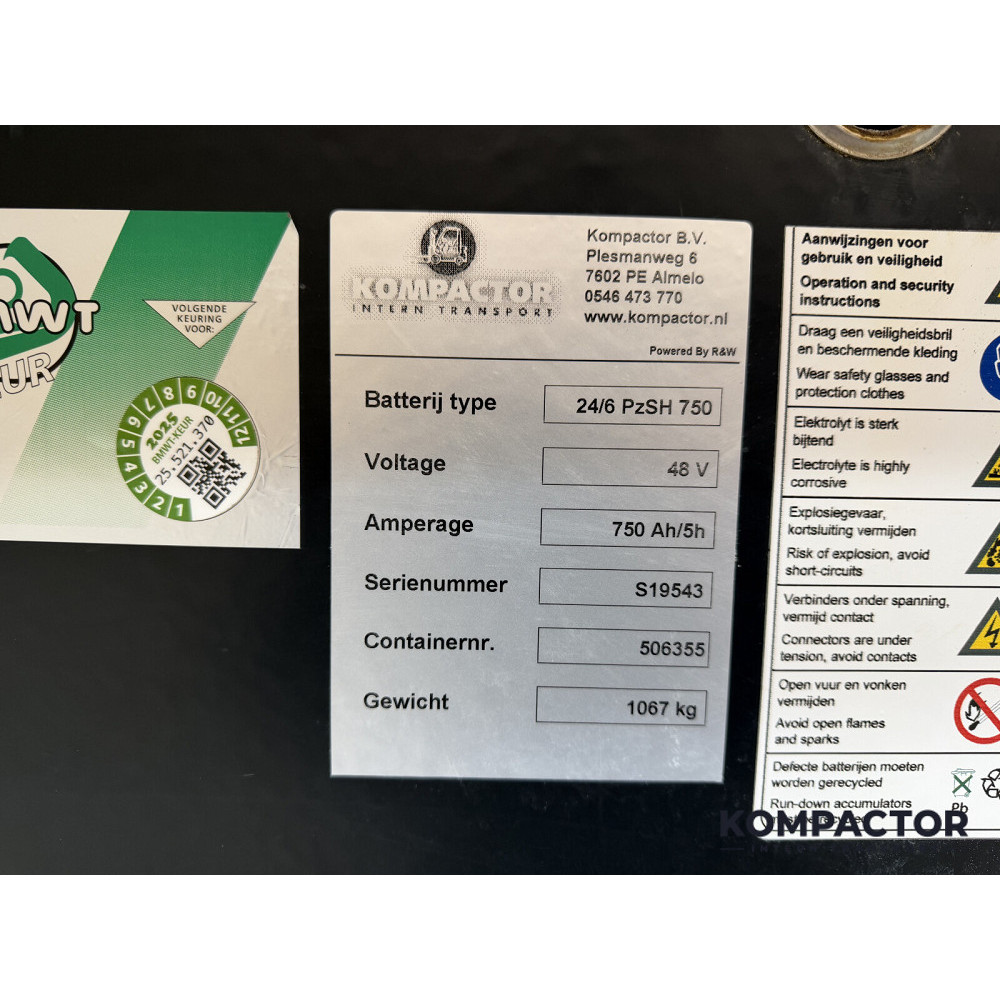 BMWT
KEUR
VOLGENDE
KEURING
VOOR:
1 2 3 4 5 6 7 8 9 10 11 12
2025
BMWT-KEUR
25.521.370
KOMPACTOR
INTERN TRANSPORT
Kompactor B.V.
Plesmanweg 6
7602 PE Almelo
0546 473 770
www.kompactor.nl
Powered By R&W
Batterij type 24/6 PzSH 750
Voltage 48 V
Amperage 750 Ah/5h
Serienummer S19543
Containernr. 506355
Gewicht 1067 kg
Aanwijzingen voor
gebruik en veiligheid
Operation and security
instructions
Draag een veiligheidsbril
en beschermende kleding
Wear safety glasses and
protection clothes
Elektrolyt is sterk
bijtend
Electrolyte is highly
corrosive
Explosiegevaar,
kortsluiting vermijden
Risk of explosion, avoid
short-circuits
Verbinders onder spanning,
vermijd contact
Connectors are under
tension, avoid contacts
Open vuur en vonken
vermijden
Avoid open flames
and sparks
Defecte batterijen moeten
worden gerecycled
Run-down accumulators
Pb
KOMPACTOR